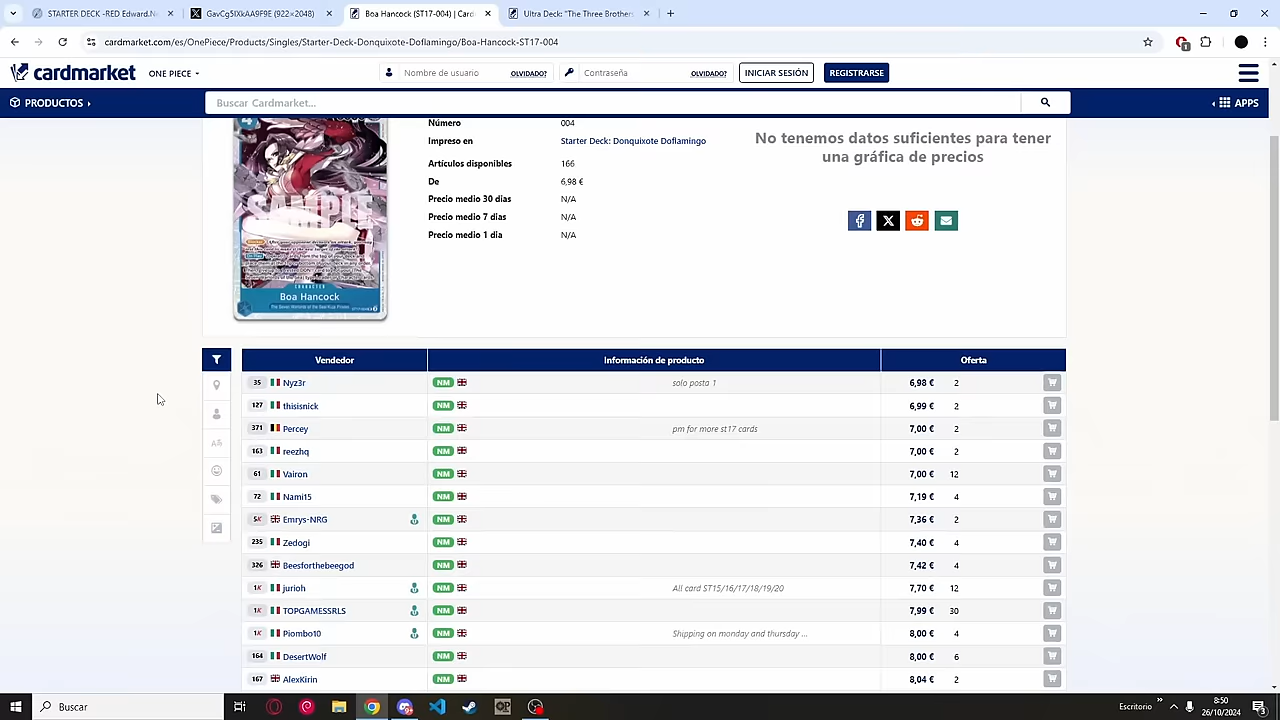 STARTER DECK -RED Edward.Ne
GavCg5IXkAA9F9E (922×2048)
Boa Hancock (ST17-004) | Card
Ultra Deck: "The Three Brothers
cardmarket.com/es/OnePiece/Products/Singles/Starter-Deck-Donquixote-Doflamingo/Boa-Hancock-ST17-004
1
cardmarket ONE PIECE Nombre de usuario OLVIDADO? Contraseña OLVIDADO? INICIAR SESIÓN REGISTRARSE
PRODUCTOS Buscar Cardmarket... APPS
4
SAMPLE
CHARACTER
Boa Hancock
Número 004
Impreso en Starter Deck: Donquixote Doflamingo
Artículos disponibles 166
De 6,98 €
Precio medio 30 días N/A
Precio medio 7 días N/A
Precio medio 1 día N/A
No tenemos datos suficientes para tener
una gráfica de precios
Vendedor Información de producto Oferta
35 Nyz3r NM solo posta 1 6,98 € 2
127 thisisnick NM 6,99 € 2
371 Percey NM pm for more st17 cards 7,00 € 2
163 reezhq NM 7,00 € 2
61 Vairon NM 7,00 € 12
72 Nami15 NM 7,19 € 4
5K Emrys-NRG NM 7,36 € 2
235 Zedogi NM 7,40 € 4
326 Beesforthebeegod NM 7,42 € 4
1K jurioh NM All card ST15/16/17/18/19/20 7,70 € 12
1K TOPGAMESSRLS NM 7,99 € 30
1K Piombo10 NM Shipping on monday and thursday ... 8,00 € 4
164 DesertWolf NM 8,00 € 6
167 AlexKirin NM 8,04 € 2
Buscar
Escritorio
8:50
26/10/2024